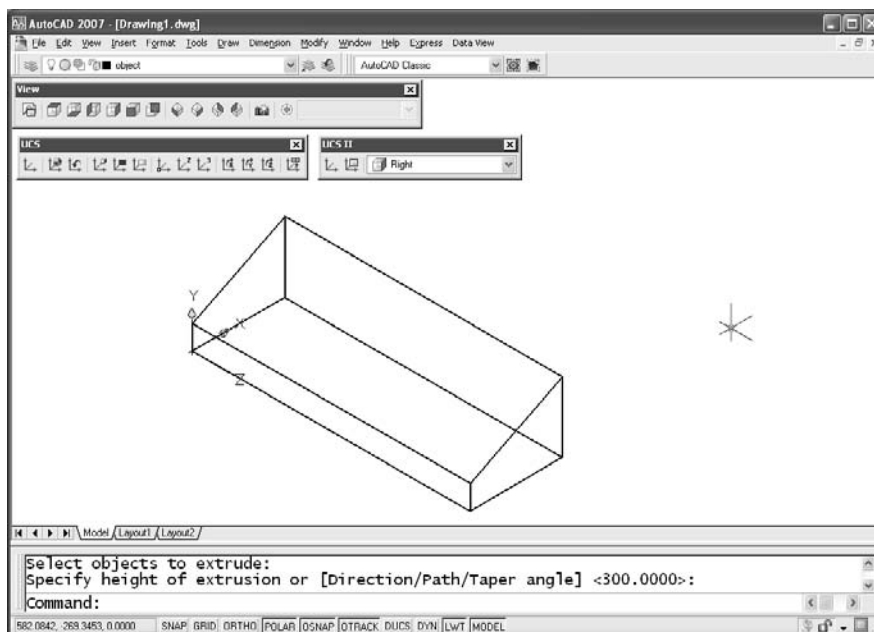 AutoCAD 2007 - [Drawing1.dwg]
File Edit View Insert Format Tools Draw Dimension Modify Window Help Express Data View
object AutoCAD Classic
View
UCS UCS II
Right
Y
X
Z
Model Layout1 Layout2
Select objects to extrude:
Specify height of extrusion or [Direction/Path/Taper angle] <300.0000>:
Command:
582.0842, -269.3453, 0.0000 SNAP GRID ORTHO POLAR OSNAP OTRACK DUCS DYN LWT MODEL